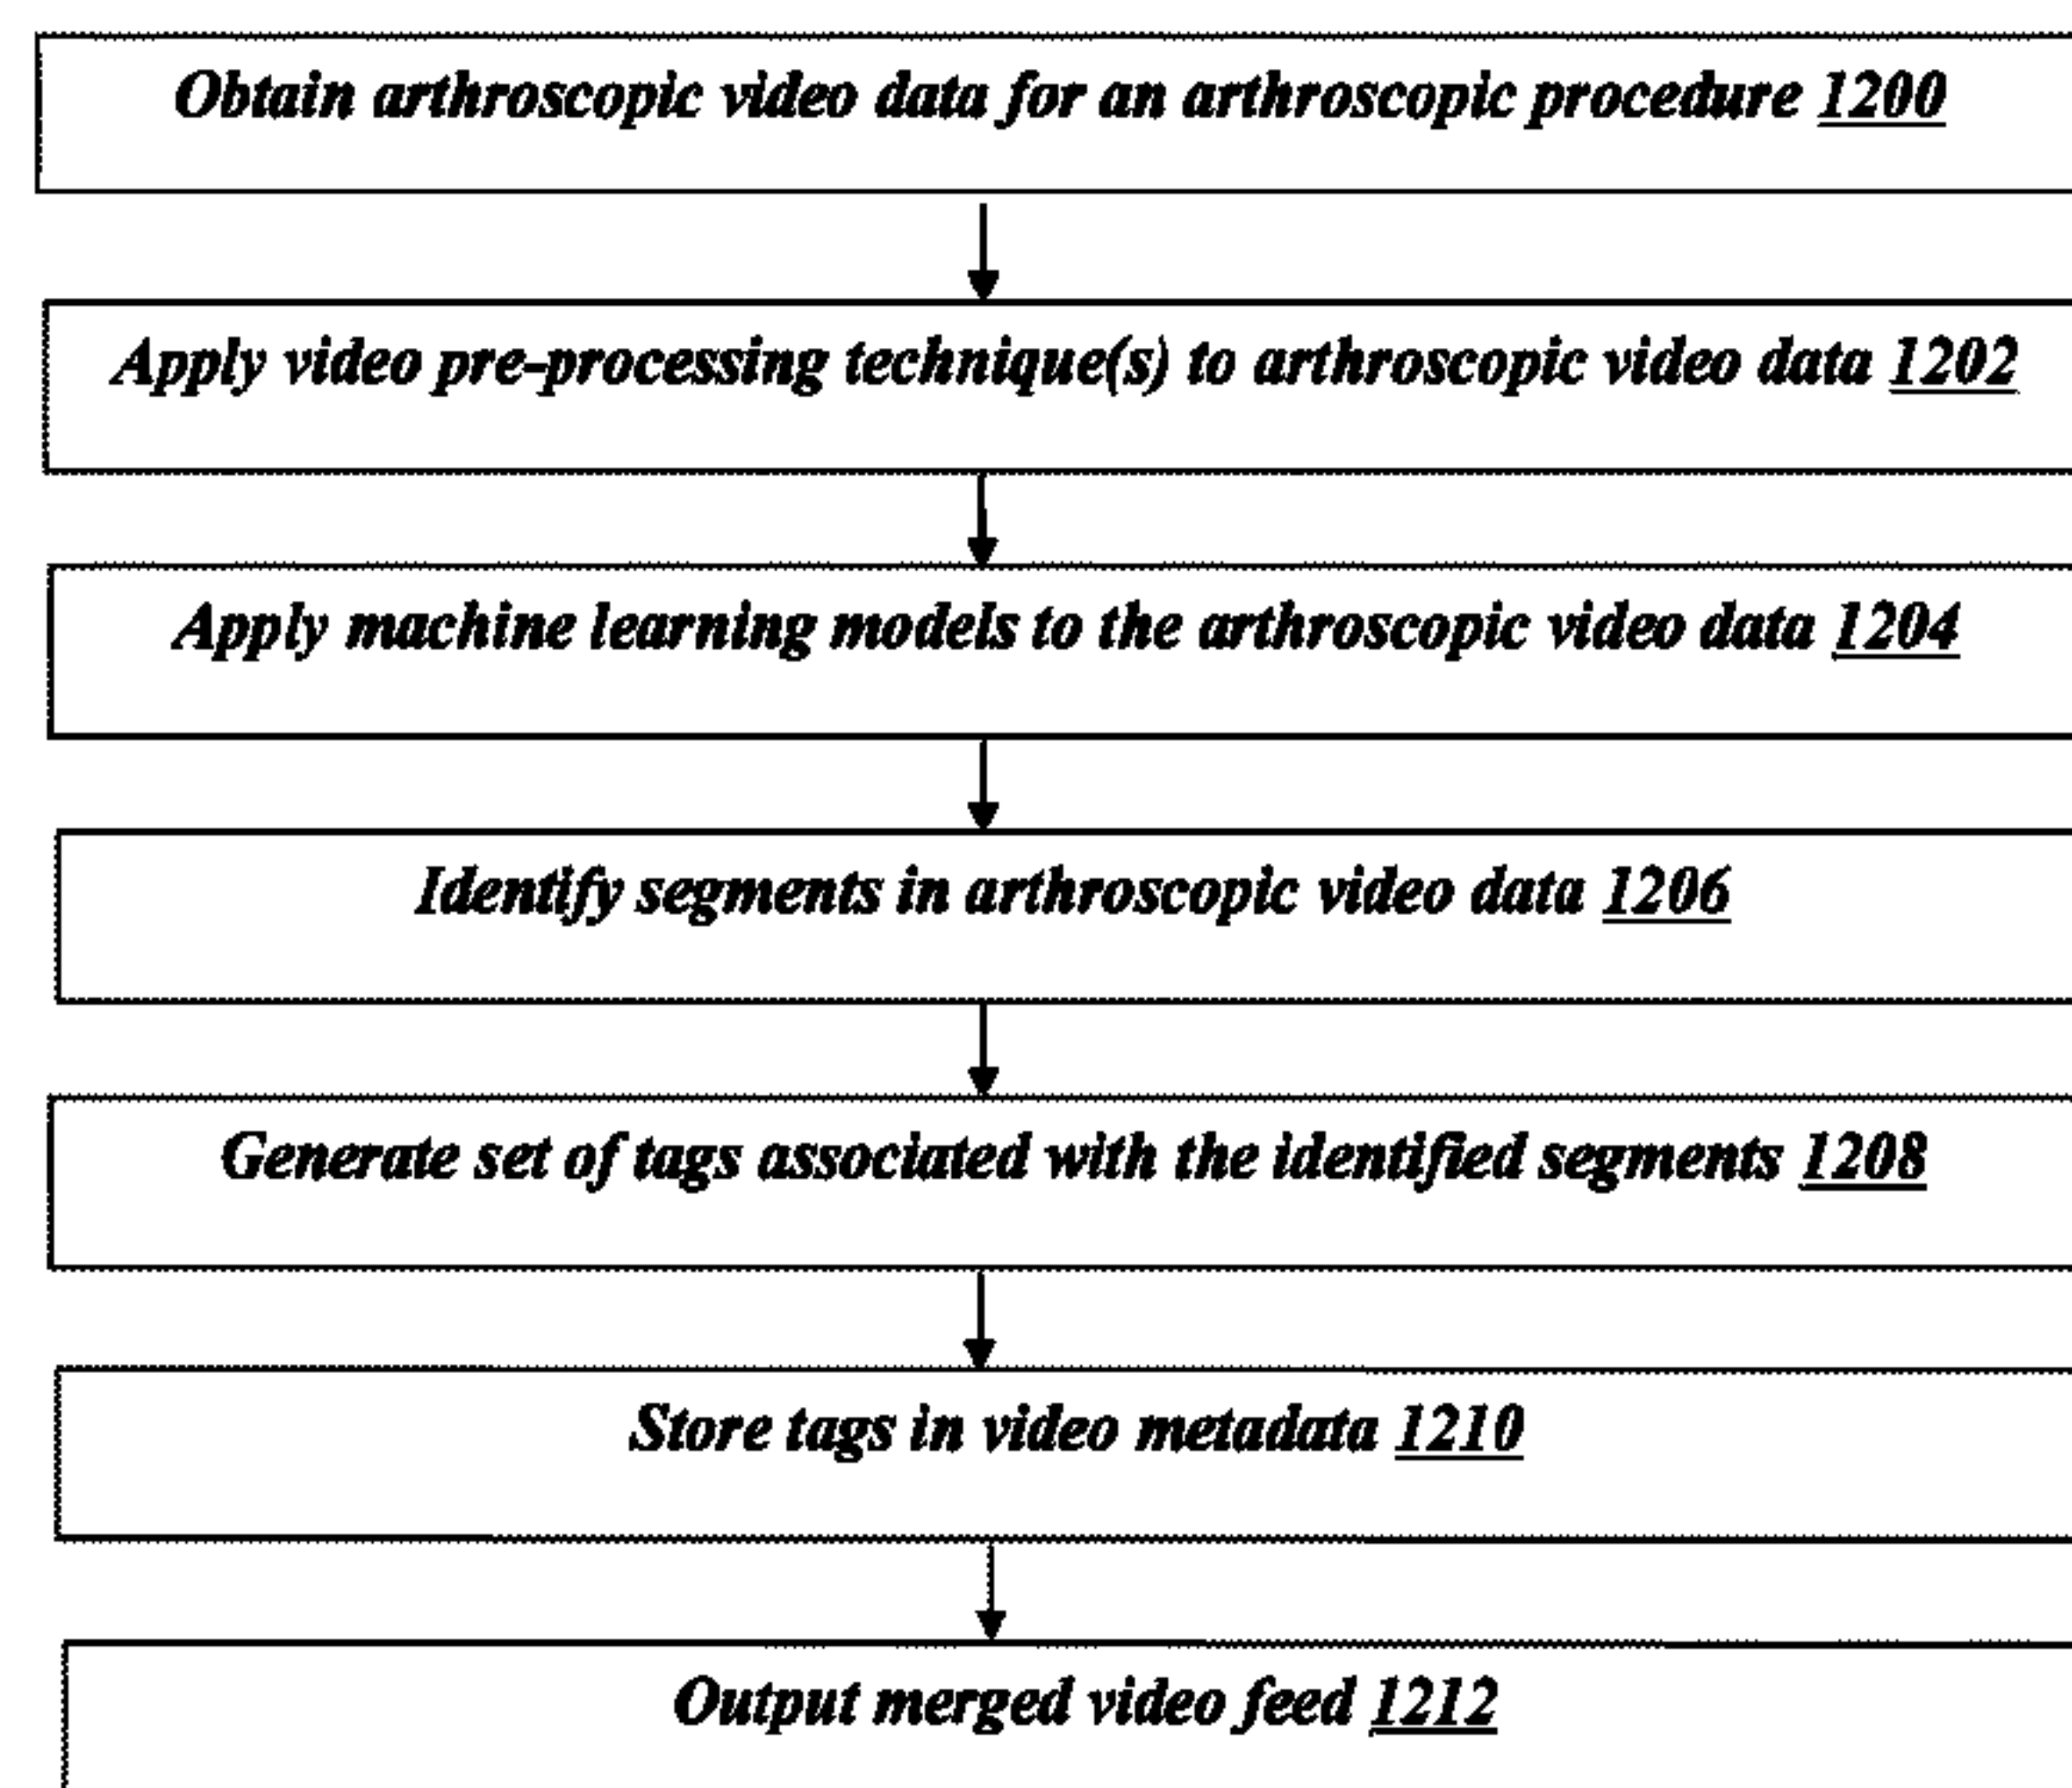 Obtain arthroscopic video data for an arthroscopic procedure 1200
Apply video pre-processing technique(s) to arthroscopic video data 1202
Apply machine learning models to the arthroscopic video data 1204
Identify segments in arthroscopic video data 1206
Generate set of tags associated with the identified segments 1208
Store tags in video metadata 1210
Output merged video feed 1212